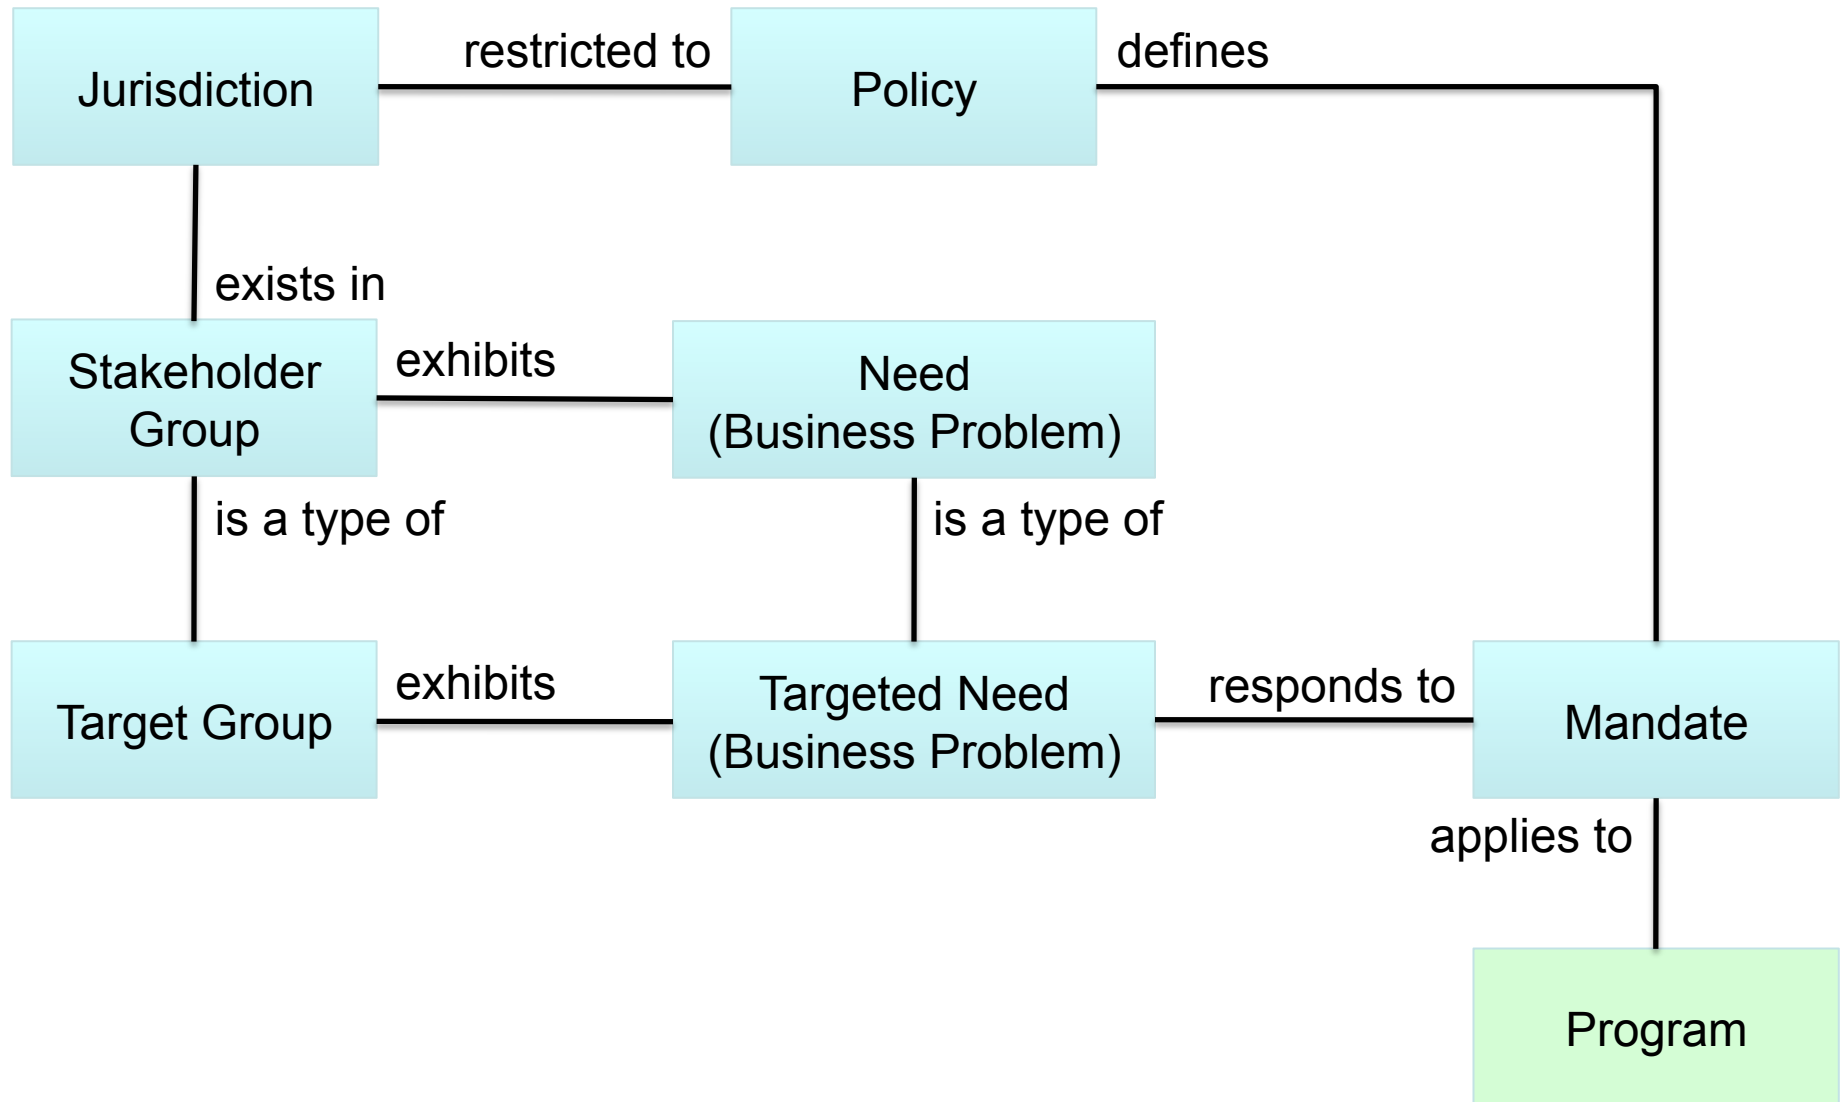 Jurisdiction
restricted to
Policy
defines
exists in
Stakeholder
Group
exhibits
Need
(Business Problem)
is a type of
is a type of
Target Group
exhibits
Targeted Need
(Business Problem)
responds to
Mandate
applies to
Program